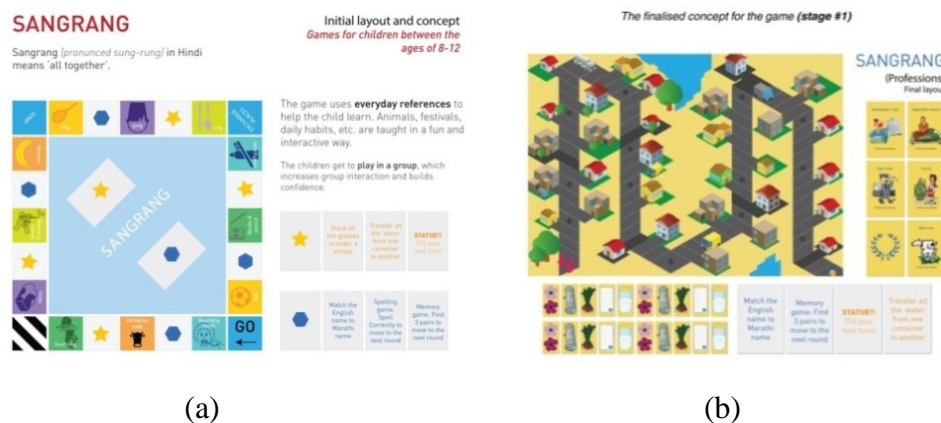 SANGRANG
Sangrang (pronunced sung-rung) in Hindi
means 'all together'.
Initial layout and concept
Games for children between the
ages of 8-12
The game uses everyday references to
help the child learn. Animals, festivals,
daily habits, etc. are taught in a fun and
interactive way.
The children get to play in a group, which
increases group interaction and builds
confidence.
SANGRANG
GO
Stack all
the glasses
in under a
minute
Transfer all
the water
from one
container
to another
STATUE!!
(Till your
next turn)
Match the
English
name to
Marathi
name
Spelling
game.
Spell
Correctly to
move to the
next round
Memory
game. Find
3 pairs to
move to the
next round
(a)
The finalised concept for the game (stage #1)
SANGRANG
(Profession
Final layou
Match the
English
name to
Marathi
name
Memory
game. Find
3 pairs to
move to the
next round
STATUE!!
(Till your
next turn)
Transfer all
the water
from one
container
to another
(b)